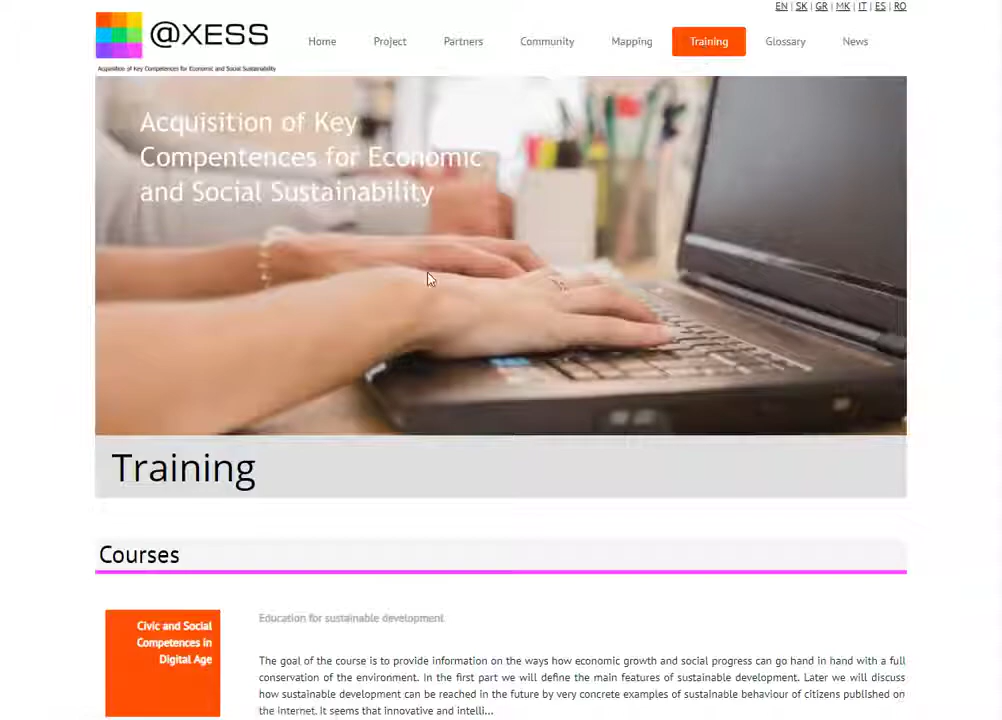 EN | SK | GR | MK | IT | ES | RO
@XESS
Home Project Partners Community Mapping Training Glossary News
Acquisition of Key Competences for Economic and Social Sustainability
Acquisition of Key
Compentences for Economic
and Social Sustainability
Training
Courses
Civic and Social
Competences in
Digital Age
Education for sustainable development
The goal of the course is to provide information on the ways how economic growth and social progress can go hand in hand with a full
conservation of the environment. In the first part we will define the main features of sustainable development. Later we will discuss
how sustainable development can be reached in the future by very concrete examples of sustainable behaviour of citizens published on
the Internet. It seems that innovative and intelli...